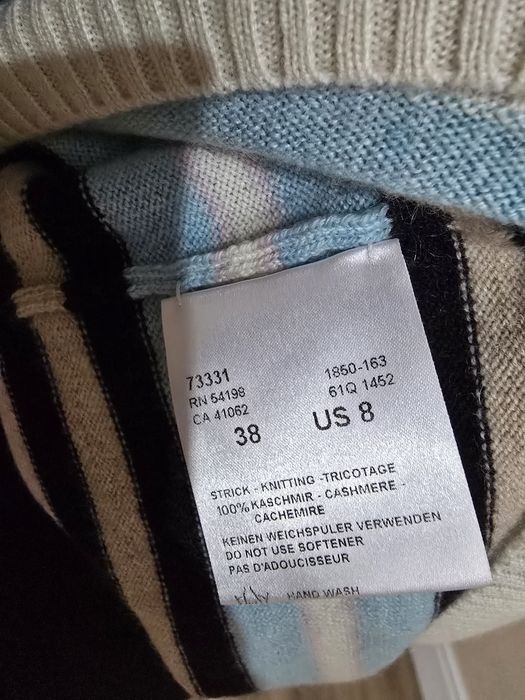 73331 1850-163
RN 54198 61Q 1452
CA 41062
38 US 8
STRICK - KNITTING -TRICOTAGE
100% KASCHMIR - CASHMERE -
CACHEMIRE
KEINEN WEICHSPÜLER VERWENDEN
DO NOT USE SOFTENER
PAS D'ADOUCISSEUR
HAND WASH